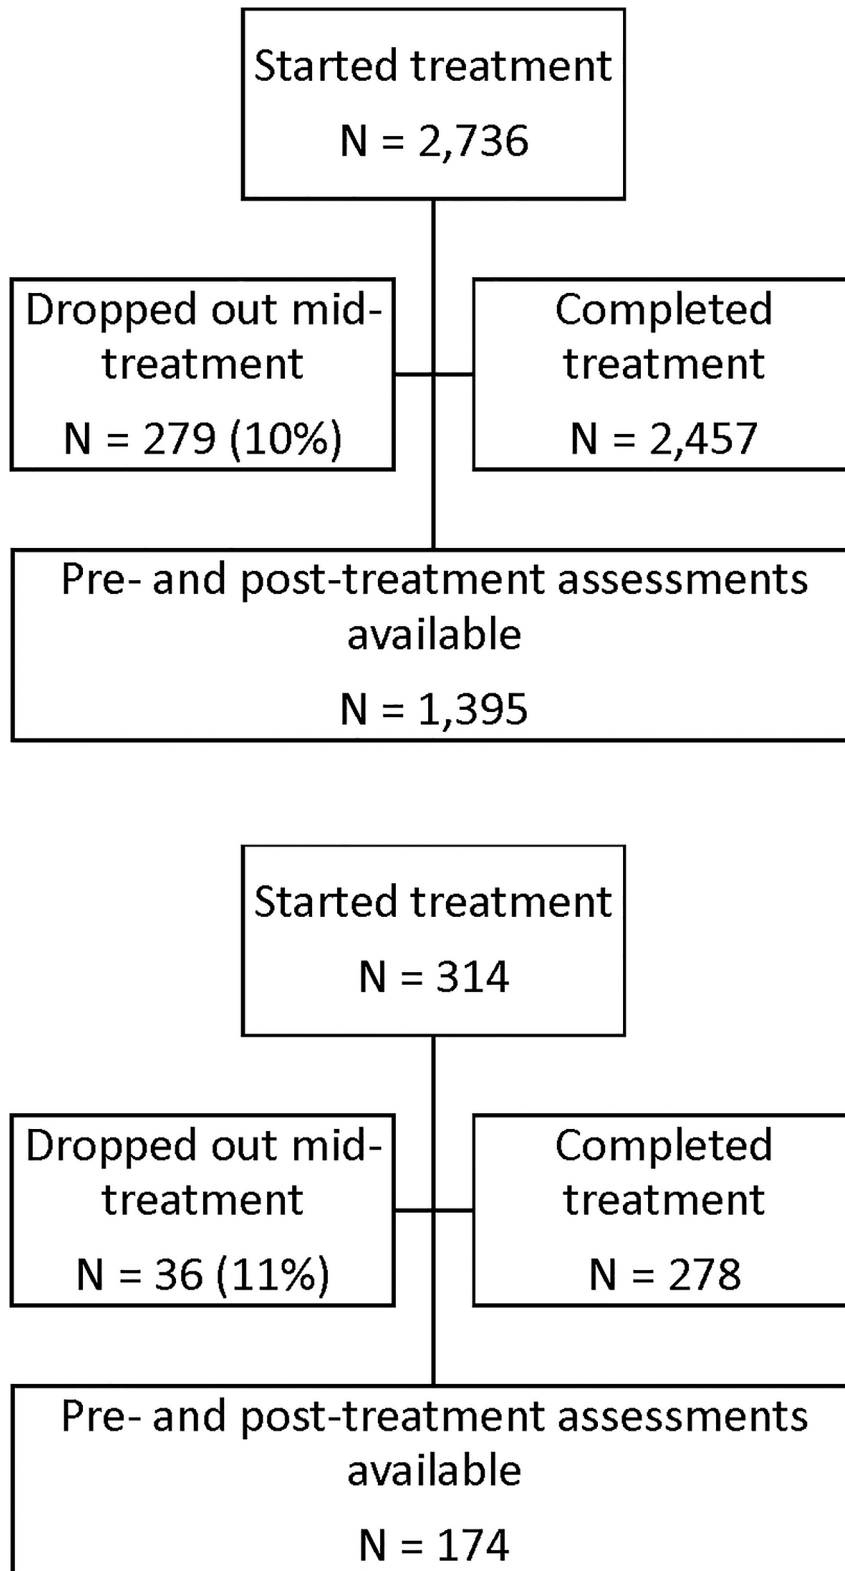 Started treatment
N = 2,736
Dropped out mid-
treatment
N = 279 (10%)
Completed
treatment
N = 2,457
Pre- and post-treatment assessments
available
N = 1,395
Started treatment
N = 314
Dropped out mid-
treatment
N = 36 (11%)
Completed
treatment
N = 278
Pre- and post-treatment assessments
available
N = 174